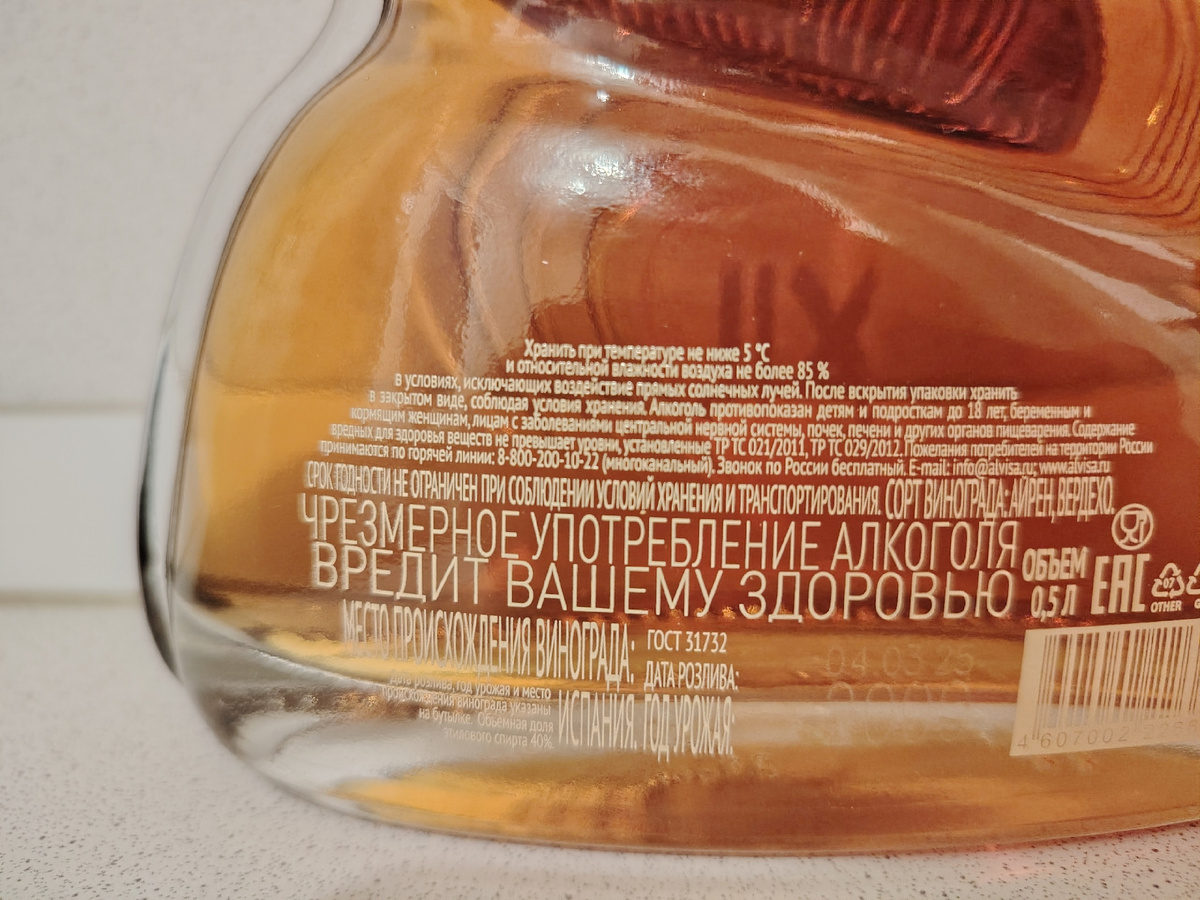 XII
Хранить при температуре не ниже 5 °C
и относительной влажности воздуха не более 85 %
в условиях, исключающих воздействие прямых солнечных лучей. После вскрытия упаковки хранить
в закрытом виде, соблюдая условия хранения. Алкоголь противопоказан детям и подросткам до 18 лет, беременным и
кормящим женщинам, лицам с заболеваниями центральной нервной системы, почек, печени и других органов пищеварения. Содержание
вредных для здоровья веществ не превышает уровни, установленные ТР ТС 021/2011, ТР ТС 029/2012. Пожелания потребителей на территории России
принимаются по горячей линии: 8-800-200-10-22 (многоканальный). Звонок по России бесплатный. E-mail: info@alvisa.ru; www.alvisa.ru
СРОК ГОДНОСТИ НЕ ОГРАНИЧЕН ПРИ СОБЛЮДЕНИИ УСЛОВИЙ ХРАНЕНИЯ И ТРАНСПОРТИРОВАНИЯ. СОРТ ВИНОГРАДА: АЙРЕН, ВЕРДЕХО.
ЧРЕЗМЕРНОЕ УПОТРЕБЛЕНИЕ АЛКОГОЛЯ
ВРЕДИТ ВАШЕМУ ЗДОРОВЬЮ
ОБЪЕМ
0,5 Л
EAC
07
OTHER
МЕСТО ПРОИСХОЖДЕНИЯ ВИНОГРАДА:
ГОСТ 31732
ДАТА РОЗЛИВА:
04 03 25
Дата розлива, год урожая и место
происхождения винограда указаны
на бутылке. Объёмная доля
этилового спирта 40%.
ИСПАНИЯ. ГОД УРОЖАЯ:
4 607002